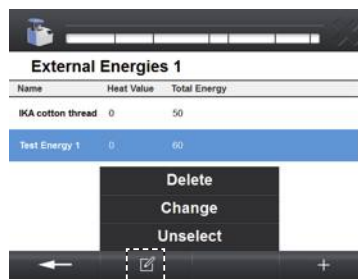 External Energies 1
Name Heat Value Total Energy
IKA cotton thread 0 50
Test Energy 1 0 60
Delete
Change
Unselect